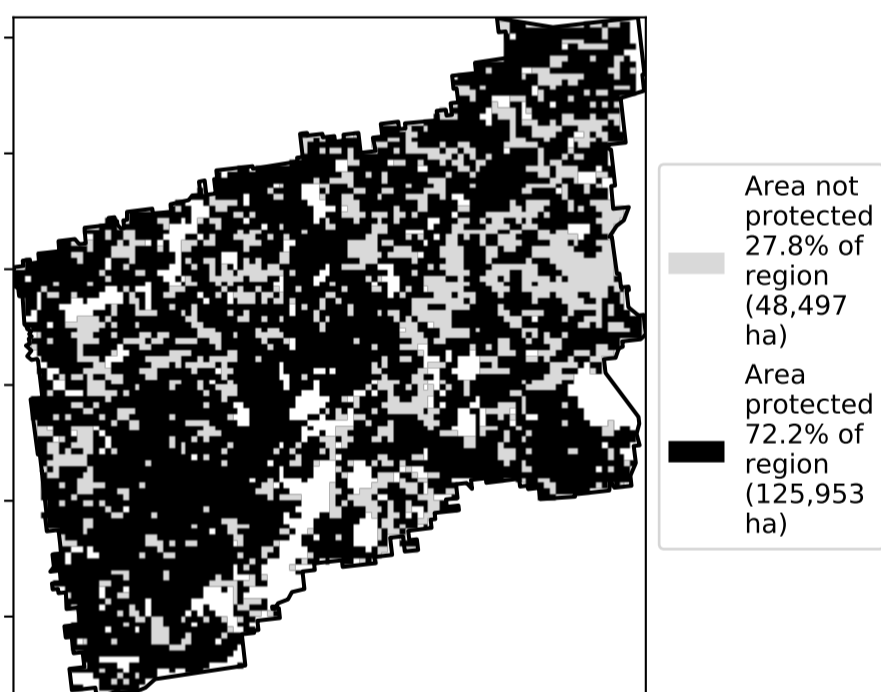 Area not
protected
27.8% of
region
(48,497
ha)
Area
protected
72.2% of
region
(125,953
ha)